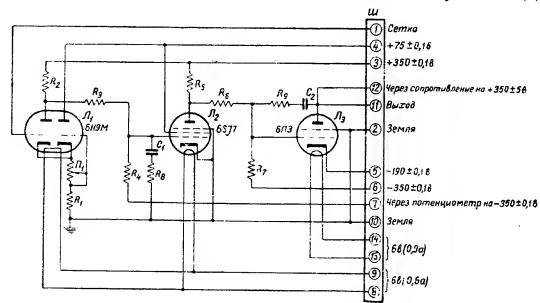 Ш
1 Сетка
4 +75±0,1в
3 +350±0,1в
12 Через сопротивление на +350±5в
11 Выход
2 Земля
5 -190±0,1в
6 -350±0,1в
7 Через потенциометр на -350±0,1в
10 Земля
14
13
6в(0,9а)
9
8
6в(0,6а)
R2
R3
Л1
6Н9М
П1
R1
R4
C1
R8
R5
Л2
6SJ7
R6
R9
C2
R7
6П3
Л3